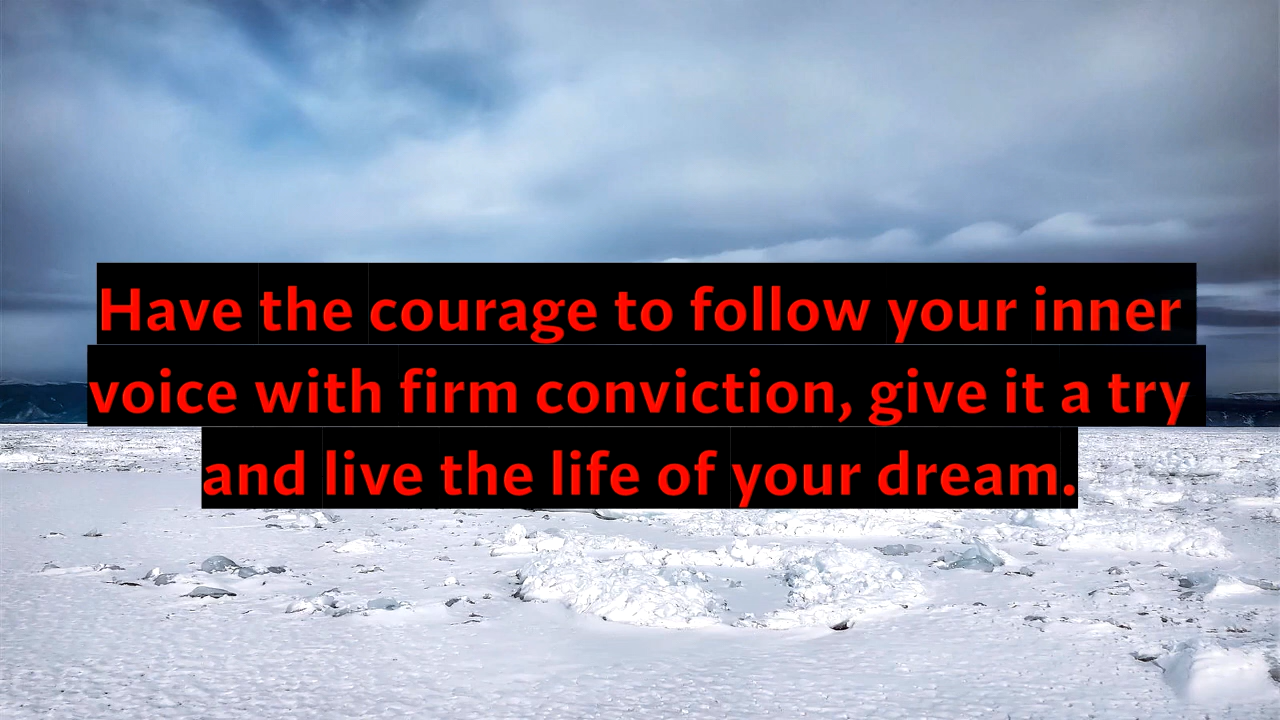 Have the courage to follow your inner
voice with firm conviction, give it a try
and live the life of your dream.